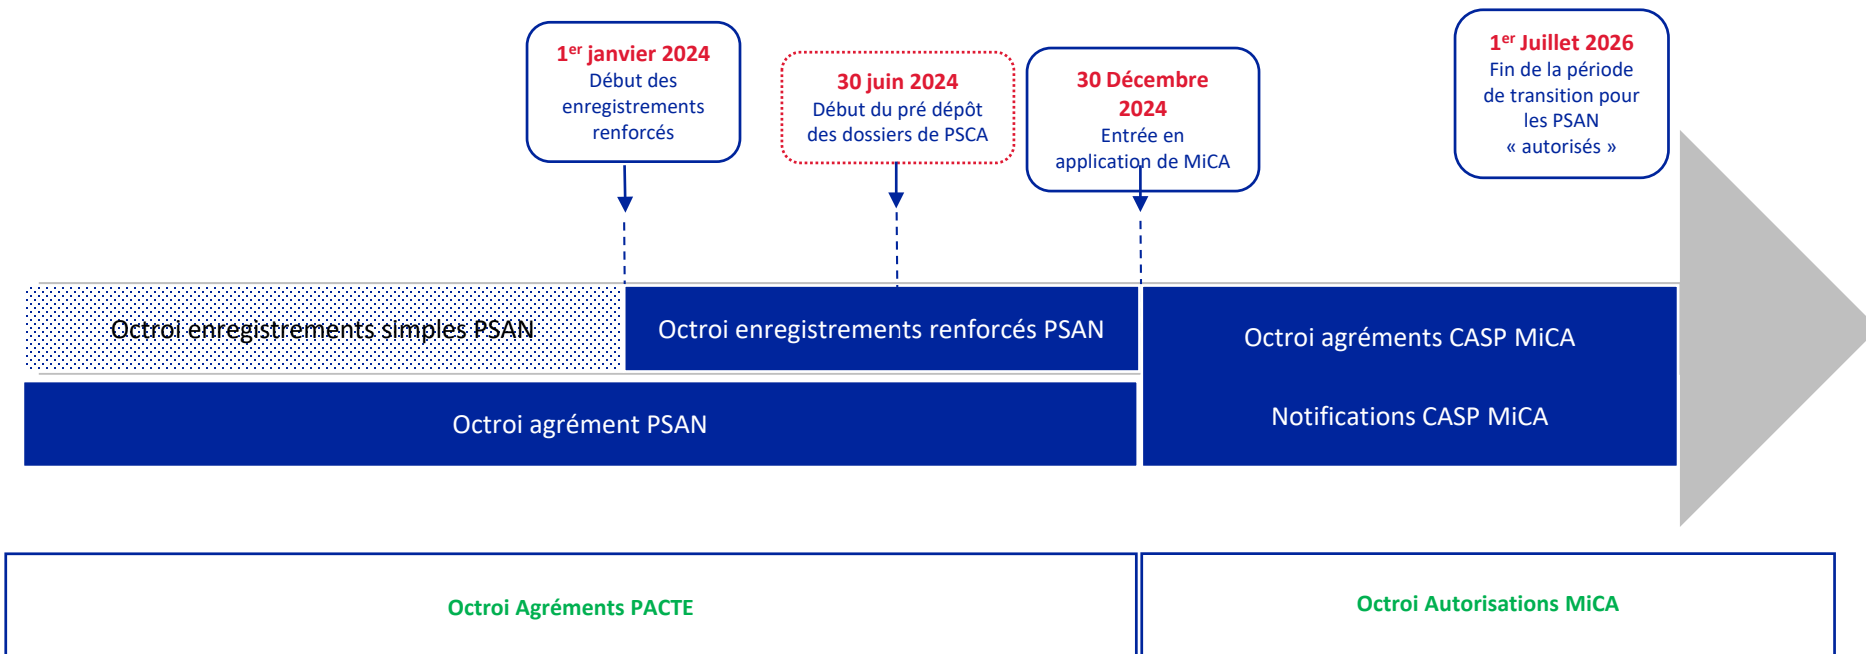 1er janvier 2024
Début des
enregistrements
renforcés
30 juin 2024
Début du pré dépôt
des dossiers de PSCA
30 Décembre
2024
Entrée en
application de MiCA
1er Juillet 2026
Fin de la période
de transition pour
les PSAN
« autorisés »
Octroi enregistrements simples PSAN
Octroi enregistrements renforcés PSAN
Octroi agréments CASP MiCA
Notifications CASP MiCA
Octroi agrément PSAN
Octroi Agréments PACTE
Octroi Autorisations MiCA